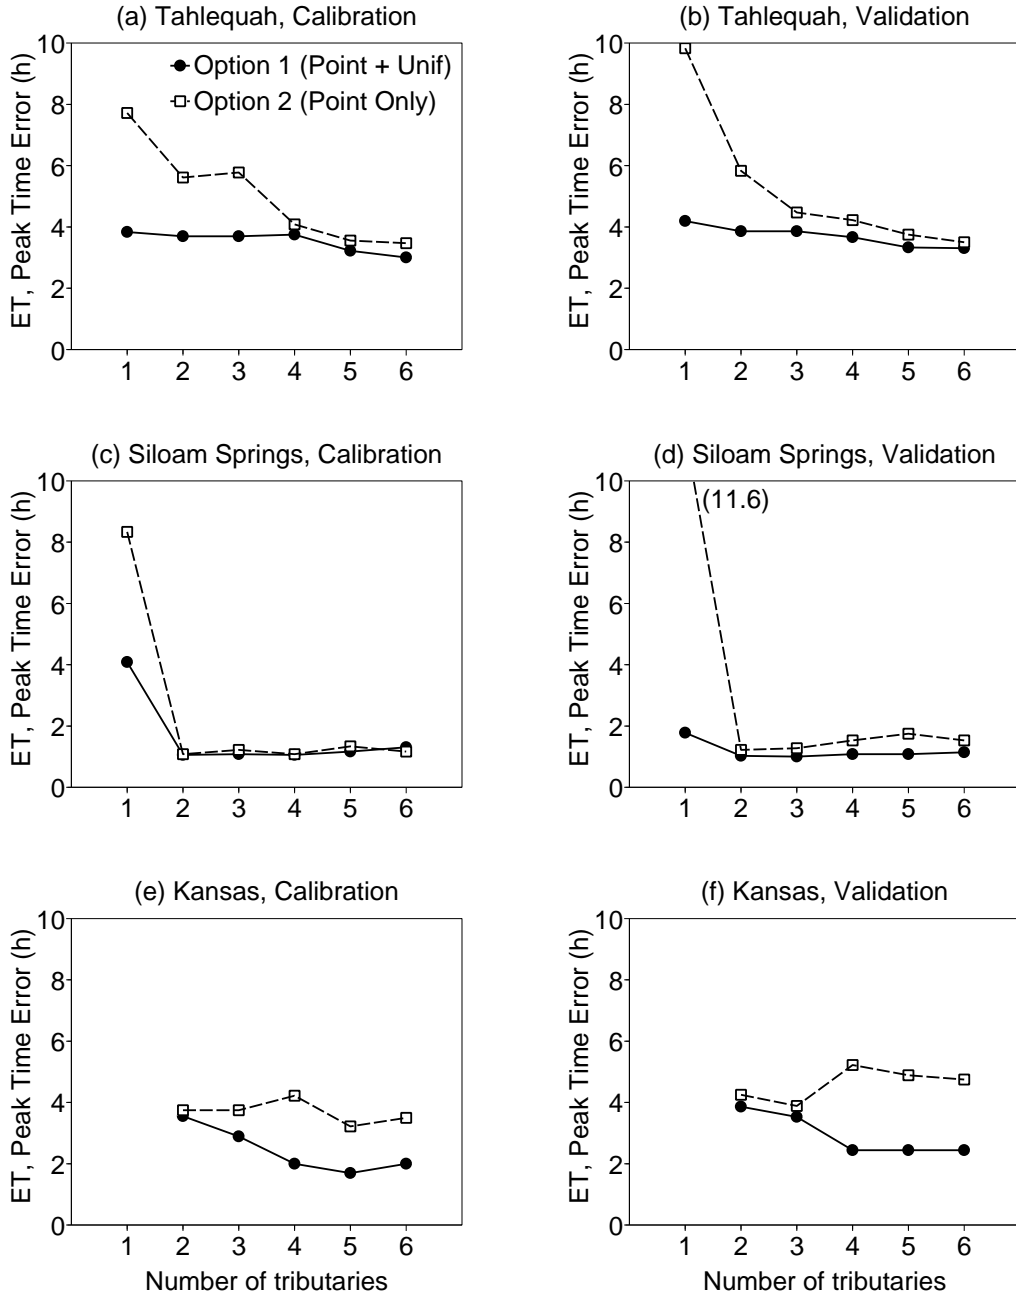 (a) Tahlequah, Calibration
ET, Peak Time Error (h)
10
8
6
4
2
0
1 2 3 4 5 6
Option 1 (Point + Unif)
Option 2 (Point Only)
(b) Tahlequah, Validation
ET, Peak Time Error (h)
10
8
6
4
2
0
1 2 3 4 5 6
(c) Siloam Springs, Calibration
ET, Peak Time Error (h)
10
8
6
4
2
0
1 2 3 4 5 6
(d) Siloam Springs, Validation
ET, Peak Time Error (h)
10
8
6
4
2
0
1 2 3 4 5 6
(11.6)
(e) Kansas, Calibration
ET, Peak Time Error (h)
10
8
6
4
2
0
1 2 3 4 5 6
Number of tributaries
(f) Kansas, Validation
ET, Peak Time Error (h)
10
8
6
4
2
0
1 2 3 4 5 6
Number of tributaries